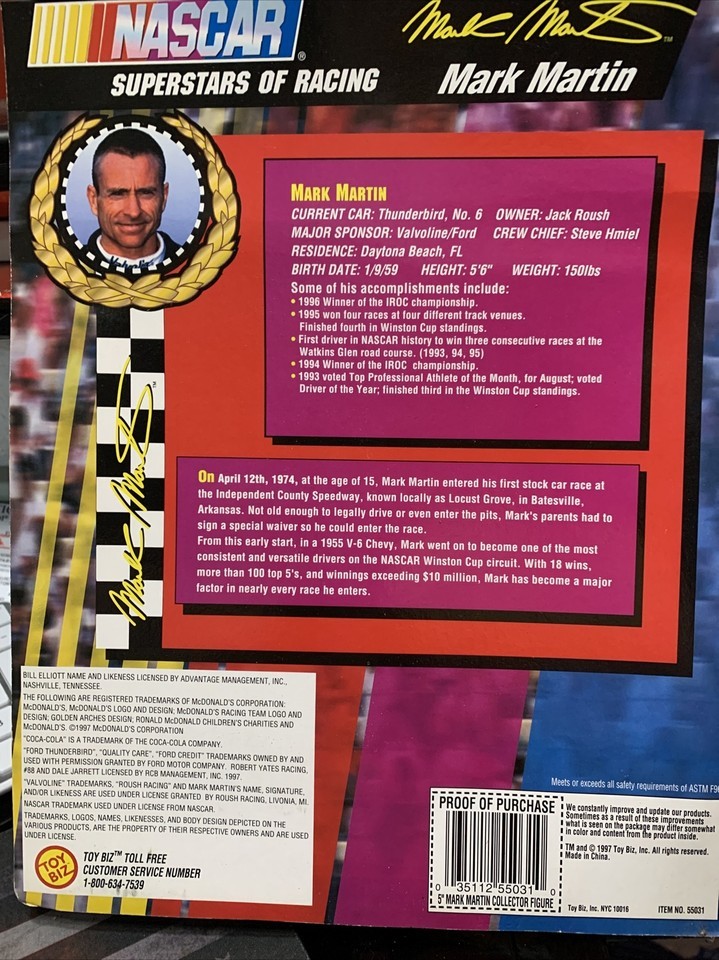 NASCAR®
Mark Martin™
SUPERSTARS OF RACING
Mark Martin
Valvoline
MARK MARTIN
CURRENT CAR: Thunderbird, No. 6 OWNER: Jack Roush
MAJOR SPONSOR: Valvoline/Ford CREW CHIEF: Steve Hmiel
RESIDENCE: Daytona Beach, FL
BIRTH DATE: 1/9/59 HEIGHT: 5'6" WEIGHT: 150lbs
Some of his accomplishments include:
• 1996 Winner of the IROC championship.
• 1995 won four races at four different track venues.
Finished fourth in Winston Cup standings.
• First driver in NASCAR history to win three consecutive races at the
Watkins Glen road course. (1993, 94, 95)
• 1994 Winner of the IROC championship.
• 1993 voted Top Professional Athlete of the Month, for August; voted
Driver of the Year; finished third in the Winston Cup standings.
Mark Martin™
On April 12th, 1974, at the age of 15, Mark Martin entered his first stock car race at
the Independent County Speedway, known locally as Locust Grove, in Batesville,
Arkansas. Not old enough to legally drive or even enter the pits, Mark's parents had to
sign a special waiver so he could enter the race.
From this early start, in a 1955 V-6 Chevy, Mark went on to become one of the most
consistent and versatile drivers on the NASCAR Winston Cup circuit. With 18 wins,
more than 100 top 5's, and winnings exceeding $10 million, Mark has become a major
factor in nearly every race he enters.
BILL ELLIOTT NAME AND LIKENESS LICENSED BY ADVANTAGE MANAGEMENT, INC.,
NASHVILLE, TENNESSEE.
THE FOLLOWING ARE REGISTERED TRADEMARKS OF McDONALD'S CORPORATION:
McDONALD'S, McDONALD'S LOGO AND DESIGN; McDONALD'S RACING TEAM LOGO AND
DESIGN; GOLDEN ARCHES DESIGN; RONALD McDONALD CHILDREN'S CHARITIES AND
McDONALD'S. ©1997 McDONALD'S CORPORATION
"COCA-COLA" IS A TRADEMARK OF THE COCA-COLA COMPANY.
"FORD THUNDERBIRD", "QUALITY CARE", "FORD CREDIT" TRADEMARKS OWNED BY AND
USED WITH PERMISSION GRANTED BY FORD MOTOR COMPANY. ROBERT YATES RACING,
#88 AND DALE JARRETT LICENSED BY RCB MANAGEMENT, INC. 1997.
"VALVOLINE" TRADEMARKS, "ROUSH RACING" AND MARK MARTIN'S NAME, SIGNATURE,
AND/OR LIKENESS ARE USED UNDER LICENSE GRANTED BY ROUSH RACING, LIVONIA, MI.
NASCAR TRADEMARK USED UNDER LICENSE FROM NASCAR.
TRADEMARKS, LOGOS, NAMES, LIKENESSES, AND BODY DESIGN DEPICTED ON THE
VARIOUS PRODUCTS, ARE THE PROPERTY OF THEIR RESPECTIVE OWNERS AND ARE USED
UNDER LICENSE.
TOY BIZ
TOY BIZ™ TOLL FREE
CUSTOMER SERVICE NUMBER
1-800-634-7539
Meets or exceeds all safety requirements of ASTM F9
PROOF OF PURCHASE
0 35112 55031 0
5" MARK MARTIN COLLECTOR FIGURE
We constantly improve and update our products.
Sometimes as a result of these improvements
what is seen on the package may differ somewhat
in color and content from the product inside.
TM and © 1997 Toy Biz, Inc. All rights reserved.
Made in China.
Toy Biz, Inc. NYC 10016 ITEM NO. 55031